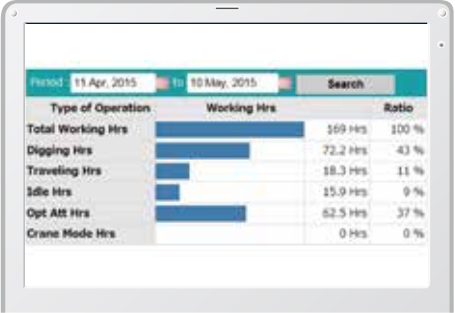 Period : 11 Apr, 2015 to 10 May, 2015 Search
Type of Operation Working Hrs Ratio
Total Working Hrs 169 Hrs 100 %
Digging Hrs 72.2 Hrs 43 %
Traveling Hrs 18.3 Hrs 11 %
Idle Hrs 15.9 Hrs 9 %
Opt Att Hrs 62.5 Hrs 37 %
Crane Mode Hrs 0 Hrs 0 %